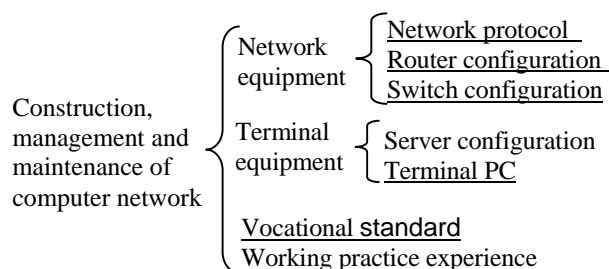 Construction,
management and
maintenance of
computer network
Network
equipment
Network protocol
Router configuration
Switch configuration
Terminal
equipment
Server configuration
Terminal PC
Vocational standard
Working practice experience